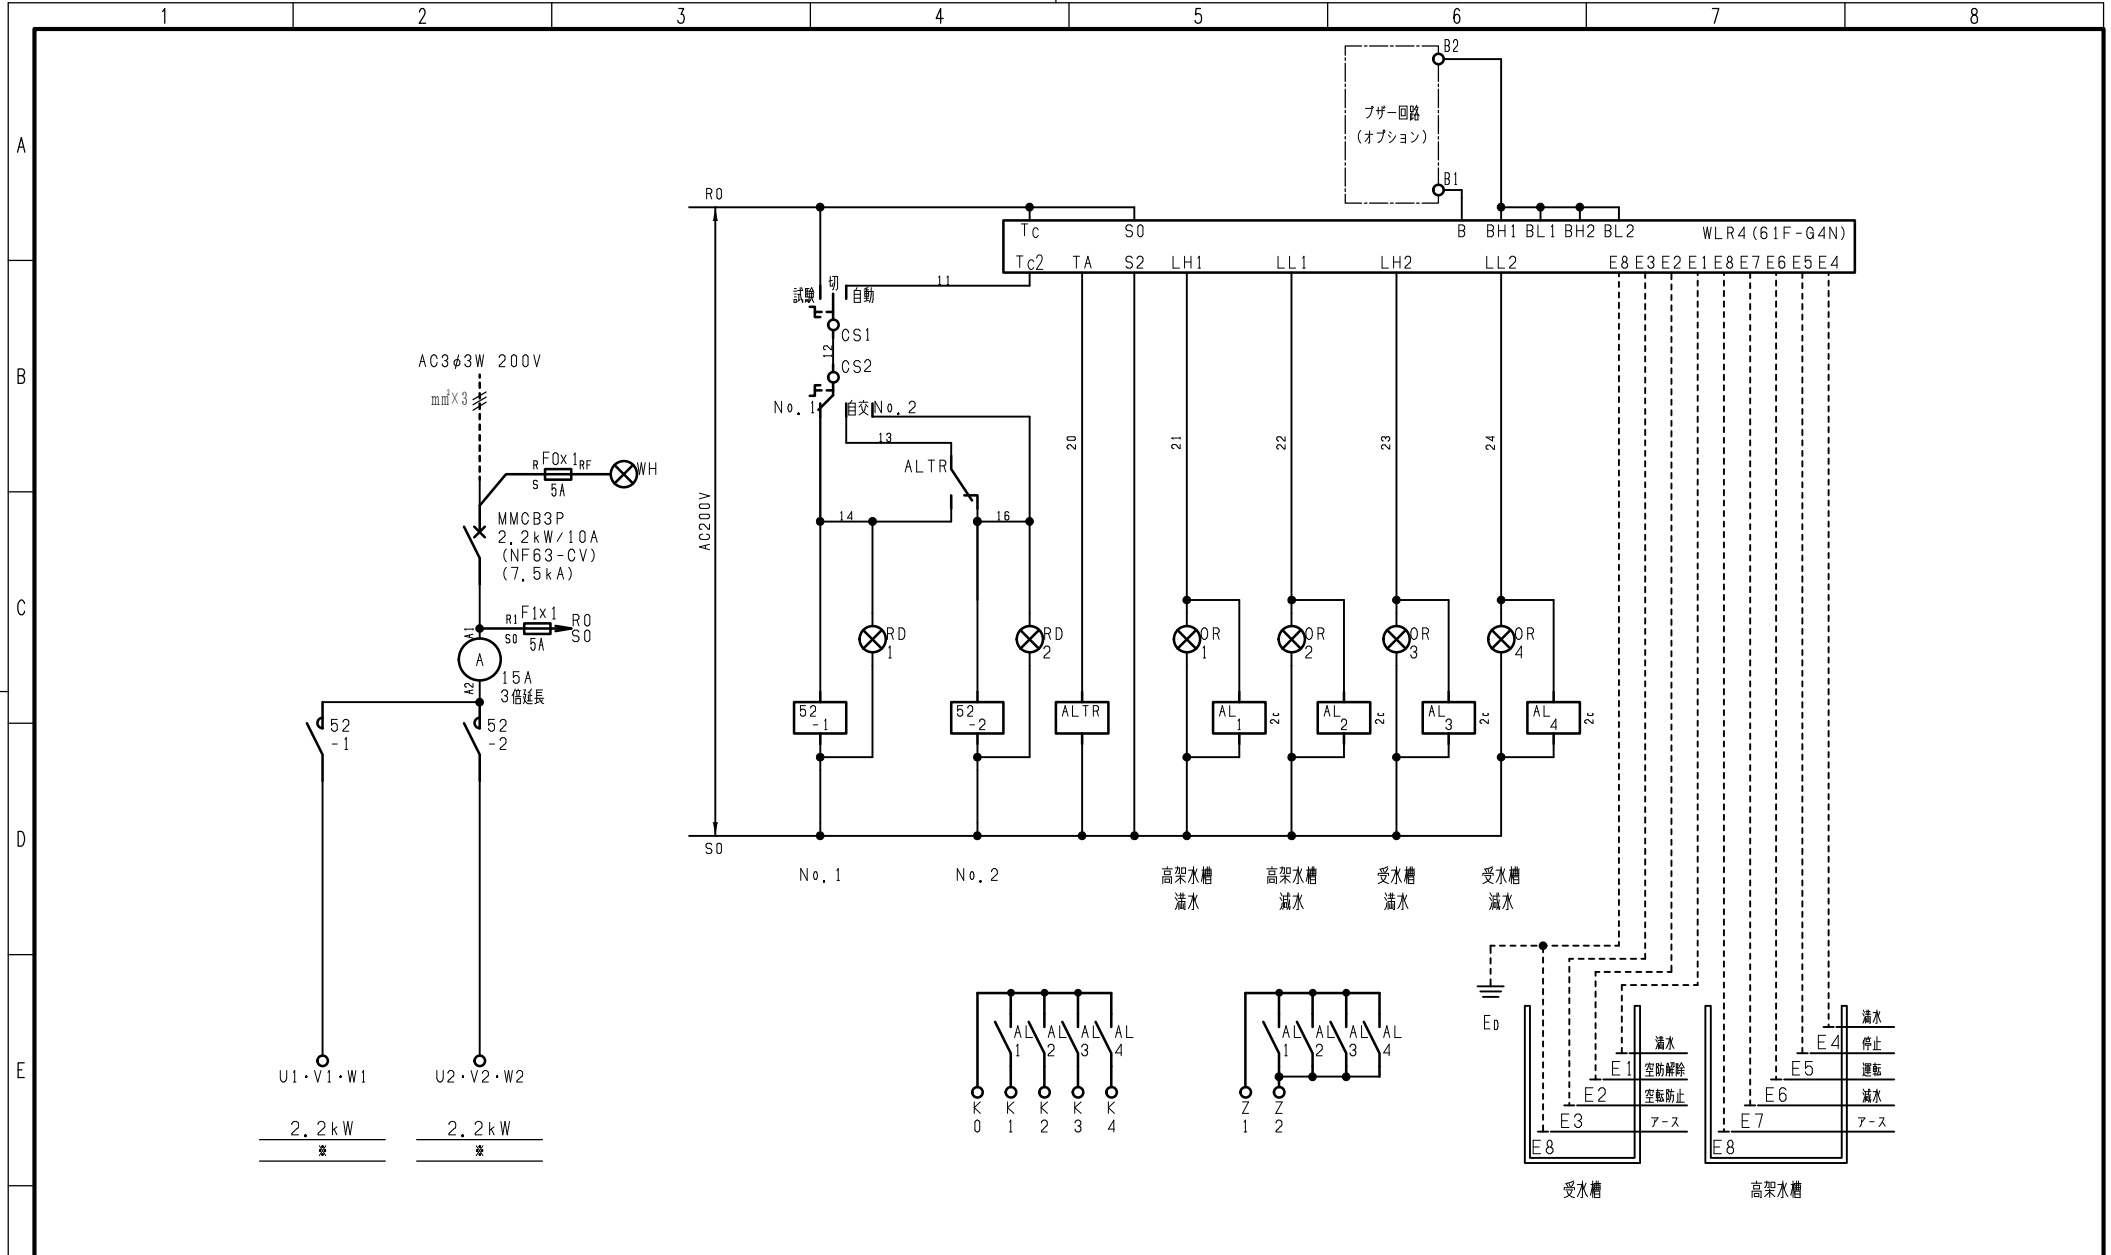 1 2 3 4 5 6 7 8
A
B
C
D
E
B2
ブザー回路
(オプション)
B1
R0
Tc S0 B BH1 BL1 BH2 BL2 WLR4(61F-G4N)
Tc2 TA S2 LH1 LL1 LH2 LL2 E8 E3 E2 E1 E8 E7 E6 E5 E4
試験 切 自動 11
CS1
12
CS2
No.1 自交 No.2
13
ALTR
14 16
20 21 22 23 24
AC200V
AC3φ3W 200V
mm²×3
R F0x1 RF WH
S 5A
MMCB3P
2.2kW/10A
(NF63-CV)
(7.5kA)
R1 F1x1 R0
S0 5A S0
A1
A
A2
15A
3倍延長
52
-1
52
-2
RD
1
RD
2
OR
1
OR
2
OR
3
OR
4
52
-1
52
-2
ALTR
AL
1
2c
AL
2
2c
AL
3
2c
AL
4
2c
S0
No.1 No.2
高架水槽
満水
高架水槽
減水
受水槽
満水
受水槽
減水
U1・V1・W1 U2・V2・W2
2.2kW 2.2kW
※ ※
AL
1
AL
2
AL
3
AL
4
K
0
K
1
K
2
K
3
K
4
AL
1
AL
2
AL
3
AL
4
Z
1
Z
2
ED
満水
E1 空防解除
E2 空転防止
E3 アース
E8
受水槽
満水
E4 停止
E5 運転
E6 減水
E7 アース
E8
高架水槽